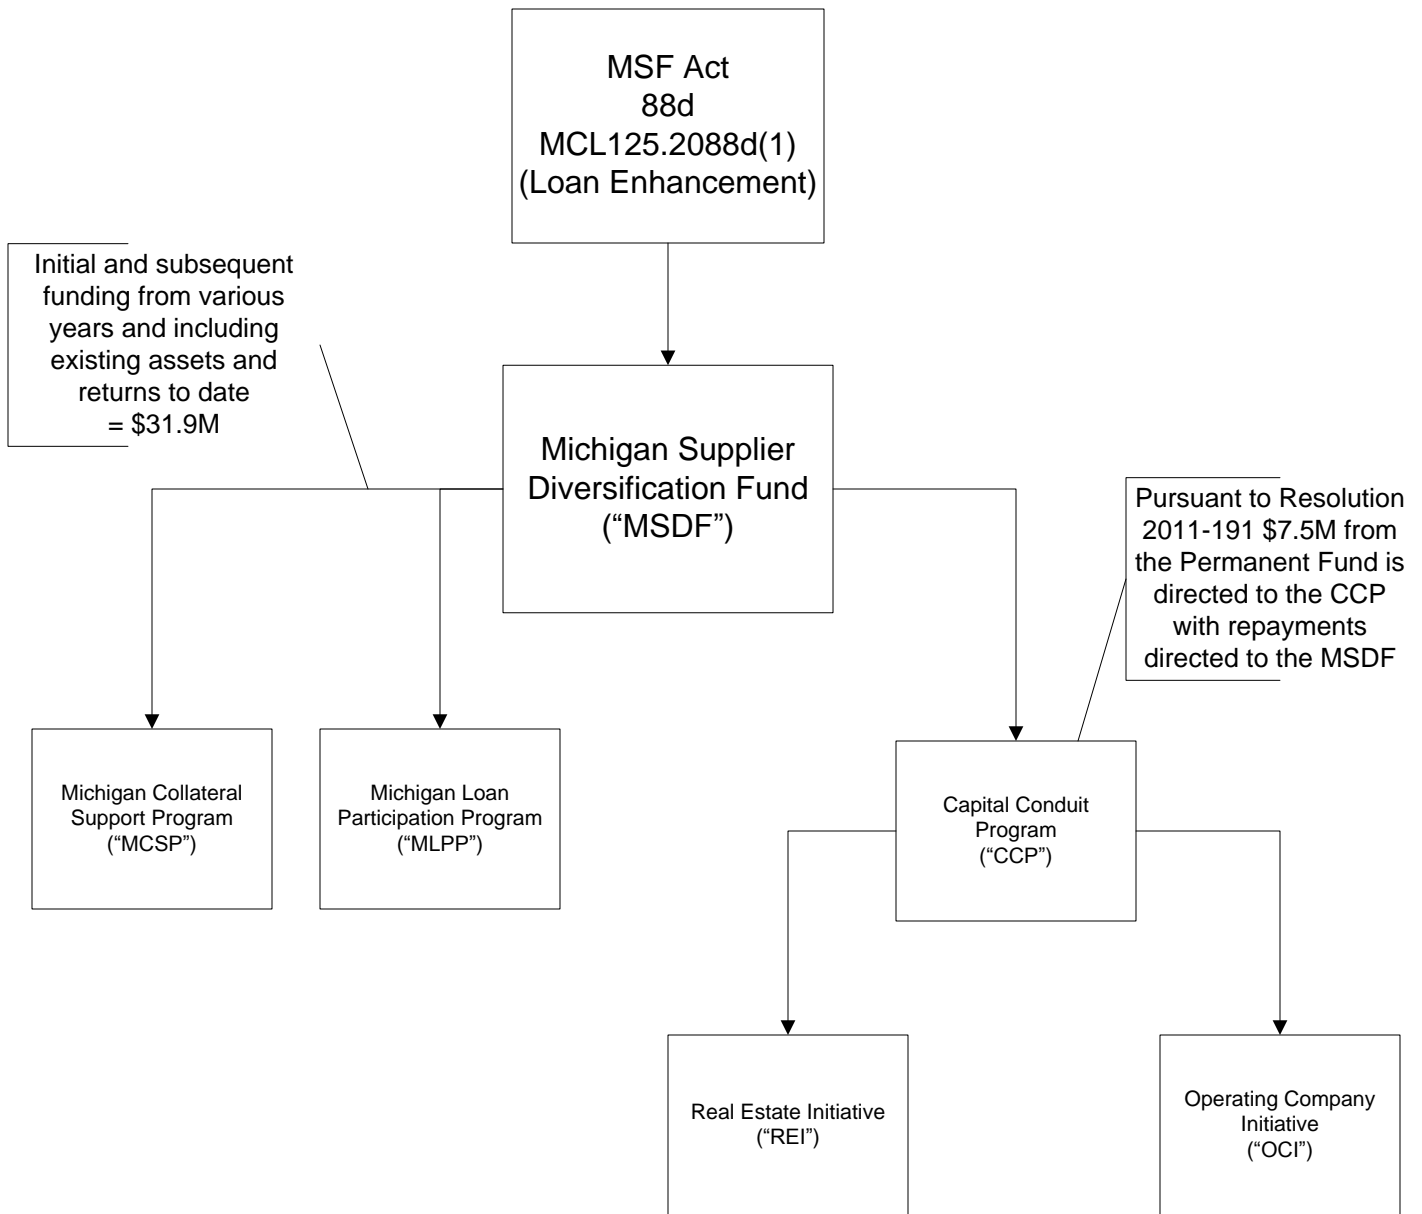 MSF Act
88d
MCL125.2088d(1)
(Loan Enhancement)
Initial and subsequent
funding from various
years and including
existing assets and
returns to date
= $31.9M
Michigan Supplier
Diversification Fund
(“MSDF”)
Pursuant to Resolution
2011-191 $7.5M from
the Permanent Fund is
directed to the CCP
with repayments
directed to the MSDF
Michigan Collateral
Support Program
(“MCSP”)
Michigan Loan
Participation Program
(“MLPP”)
Capital Conduit
Program
(“CCP”)
Real Estate Initiative
(“REI”)
Operating Company
Initiative
(“OCI”)